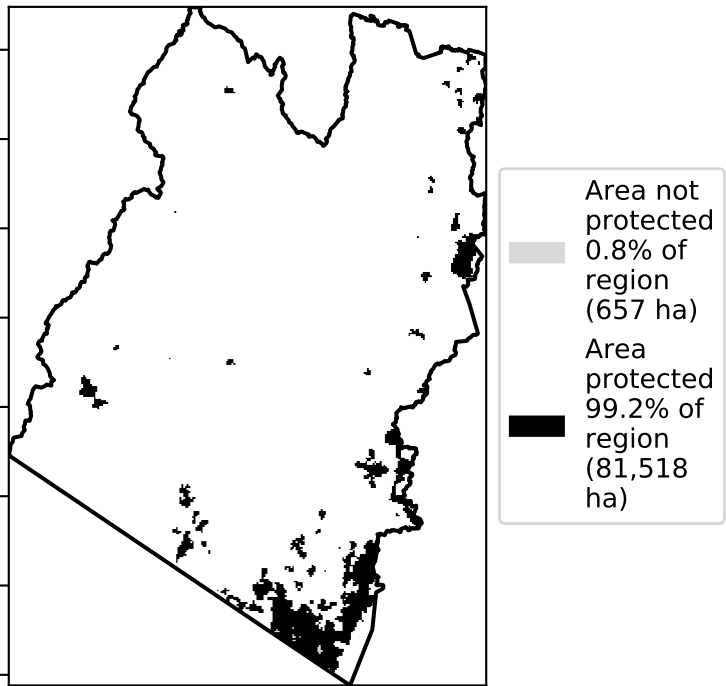 Area not
protected
0.8% of
region
(657 ha)
Area
protected
99.2% of
region
(81,518
ha)